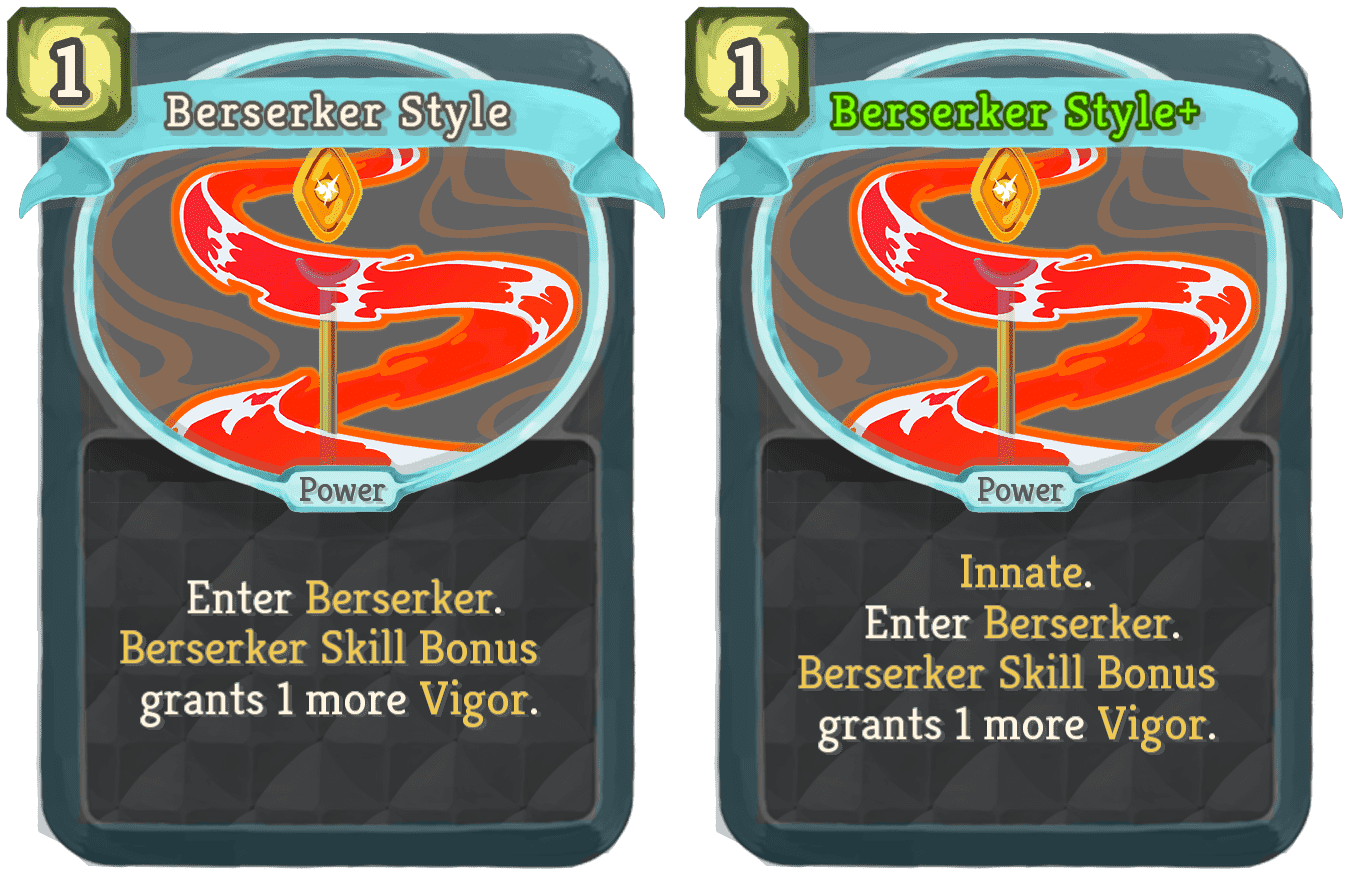 1
Berserker Style
Power
Enter Berserker.
Berserker Skill Bonus
grants 1 more Vigor.
1
Berserker Style+
Power
Innate.
Enter Berserker.
Berserker Skill Bonus
grants 1 more Vigor.